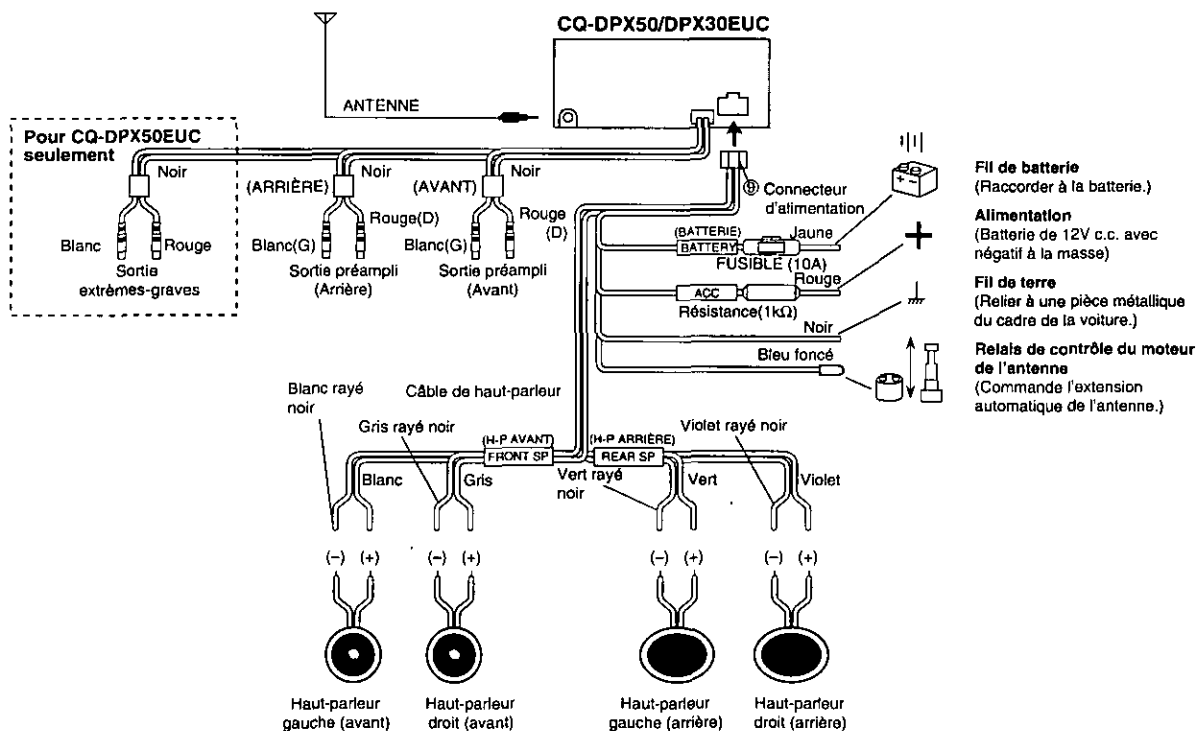 CQ-DPX50/DPX30EUC
ANTENNE
Pour CQ-DPX50EUC
seulement
Noir
Blanc
Rouge
Sortie
extrêmes-graves
(ARRIÈRE)
Noir
Rouge(D)
Blanc(G)
Sortie préampli
(Arrière)
(AVANT)
Noir
Rouge
(D)
Blanc(G)
Sortie préampli
(Avant)
⑨ Connecteur
d'alimentation
(BATTERIE)
BATTERY
Jaune
FUSIBLE (10A)
Rouge
ACC
Résistance(1kΩ)
Noir
Bleu foncé
Fil de batterie
(Raccorder à la batterie.)
Alimentation
(Batterie de 12V c.c. avec
négatif à la masse)
Fil de terre
(Relier à une pièce métallique
du cadre de la voiture.)
Relais de contrôle du moteur
de l'antenne
(Commande l'extension
automatique de l'antenne.)
Blanc rayé
noir
Câble de haut-parleur
Gris rayé noir
(H-P AVANT)
FRONT SP
(H-P ARRIÈRE)
REAR SP
Violet rayé noir
Vert rayé
noir
Blanc
Gris
Vert
Violet
(-) (+)
(-) (+)
(-) (+)
(-) (+)
Haut-parleur
gauche (avant)
Haut-parleur
droit (avant)
Haut-parleur
gauche (arrière)
Haut-parleur
droit (arrière)